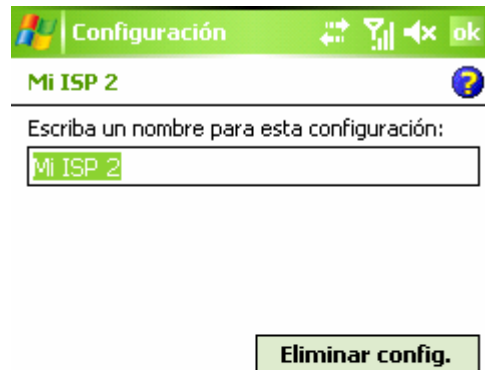 Configuración ok
Mi ISP 2
Escriba un nombre para esta configuración:
Mi ISP 2
Eliminar config.